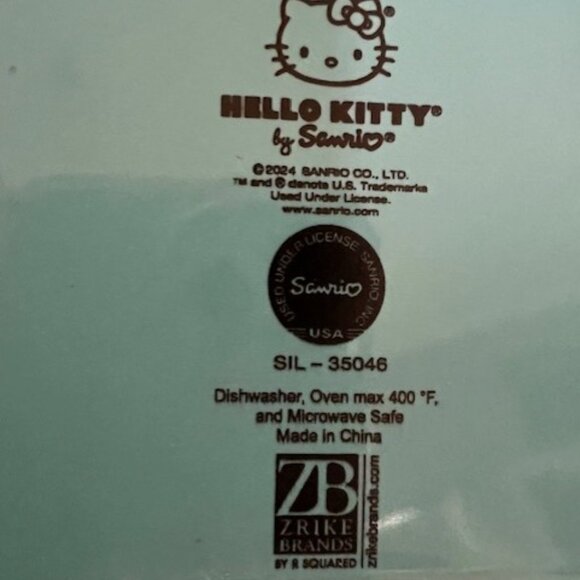 HELLO KITTY®
by Sanrio®
©2024 SANRIO CO., LTD.
™ and ® denote U.S. Trademarks
Used Under License.
www.sanrio.com
USED UNDER LICENSE SANRIO, INC.
Sanrio
USA
SIL – 35046
Dishwasher, Oven max 400 °F,
and Microwave Safe
Made in China
ZB
ZRIKE
BRANDS
BY R SQUARED
zrikebrands.com